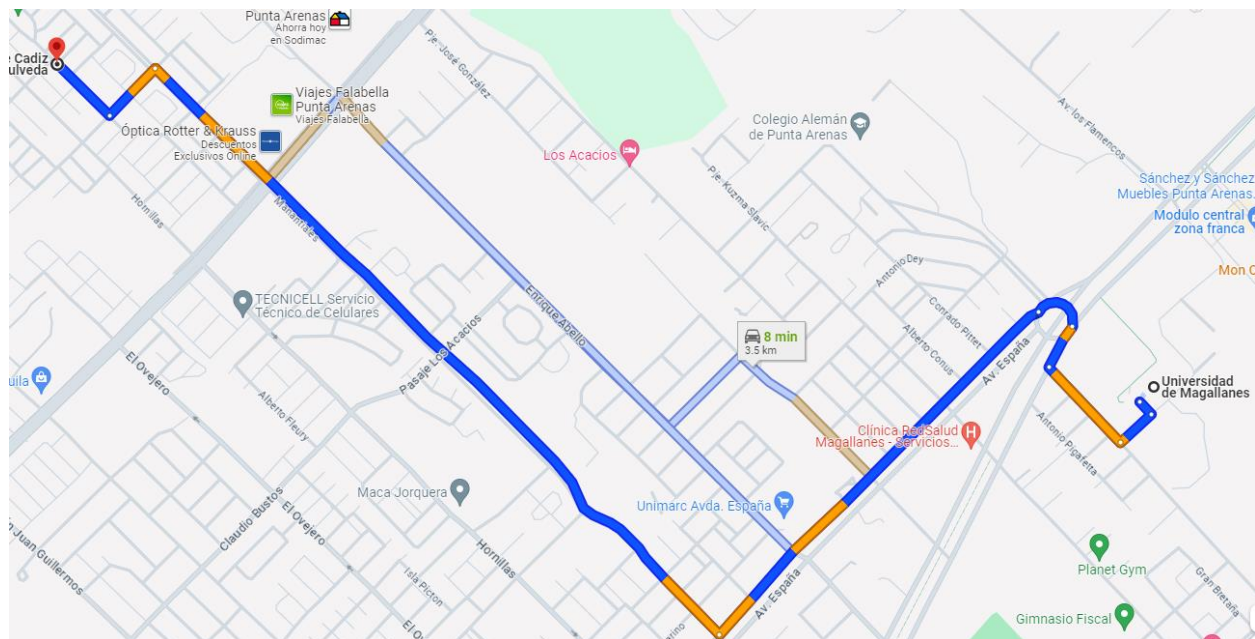 Punta Arenas
Ahorra hoy
en Sodimac
Pje. José González
e Cadiz
ulveda
Viajes Falabella
Punta Arenas
Viajes Falabella
Óptica Rotter & Krauss
Descuentos
Exclusivos Online
Colegio Alemán
de Punta Arenas
Av. los Flamencos
Los Acacios
Pje. Kuzma Slavic
Sánchez y Sánchez
Muebles Punta Arenas...
Modulo central
zona franca
Mon C
Hornillas
Manantiales
Antonio Dey
TECNICELL Servicio
Técnico de Celulares
Enrique Abello
Conrado Pittet
Alberto Conus
8 min
3.5 km
Av. España
Pasaje Los Acacios
El Ovejero
uila
Universidad
de Magallanes
Alberto Fleury
Clínica RedSalud
Magallanes - Servicios...
Antonio Pigafetta
Maca Jorquera
Unimarc Avda. España
Claudio Bustos
El Ovejero
Hornillas
n Juan Guillermos
Isla Picton
Av. España
Planet Gym
Gran Bretaña
Gimnasio Fiscal
El Ovejero
rino